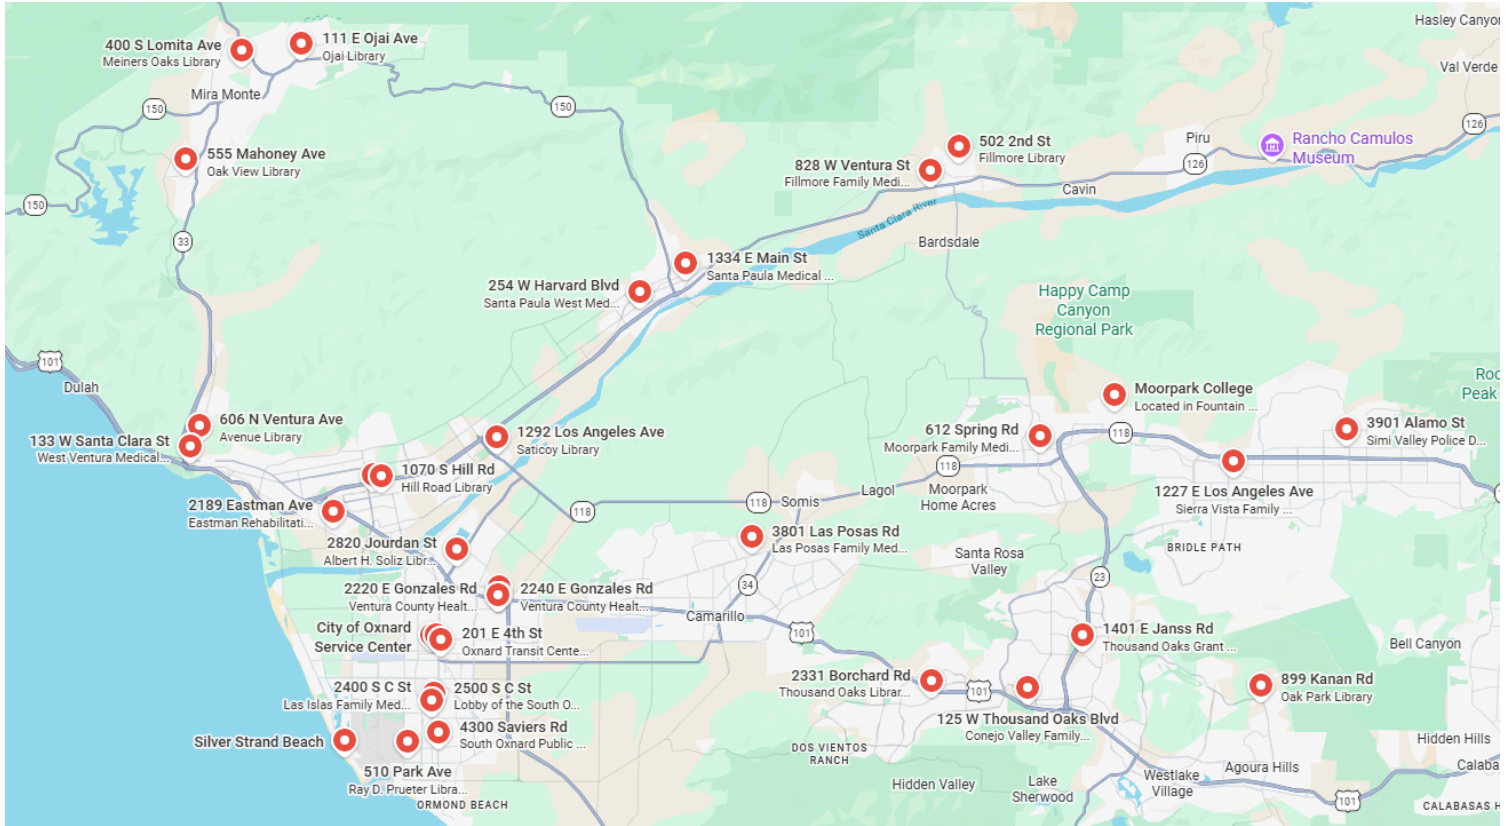 Hasley Canyo
400 S Lomita Ave
Meiners Oaks Library
111 E Ojai Ave
Ojai Library
Val Verde
Mira Monte
150
150
126
555 Mahoney Ave
Oak View Library
502 2nd St
Fillmore Library
Piru
Rancho Camulos
Museum
828 W Ventura St
Fillmore Family Medi...
126
Cavin
150
Santa Clara River
33
Bardsdale
1334 E Main St
Santa Paula Medical ...
254 W Harvard Blvd
Santa Paula West Med...
Happy Camp
Canyon
Regional Park
101
Dulah
Roc
Peak
Moorpark College
Located in Fountain ...
606 N Ventura Ave
Avenue Library
133 W Santa Clara St
West Ventura Medical...
1292 Los Angeles Ave
Saticoy Library
612 Spring Rd
Moorpark Family Medi...
118
3901 Alamo St
Simi Valley Police D...
1070 S Hill Rd
Hill Road Library
118
Lagol
Moorpark
Home Acres
1227 E Los Angeles Ave
Sierra Vista Family ...
2189 Eastman Ave
Eastman Rehabilitati...
118
118
Somis
3801 Las Posas Rd
Las Posas Family Med...
2820 Jourdan St
Albert H. Soliz Libr...
Santa Rosa
Valley
BRIDLE PATH
34
23
2220 E Gonzales Rd
Ventura County Healt...
2240 E Gonzales Rd
Ventura County Healt...
Camarillo
101
City of Oxnard
Service Center
201 E 4th St
Oxnard Transit Cente...
1401 E Janss Rd
Thousand Oaks Grant ...
Bell Canyon
2331 Borchard Rd
Thousand Oaks Librar...
101
899 Kanan Rd
Oak Park Library
2400 S C St
Las Islas Family Med...
2500 S C St
Lobby of the South O...
125 W Thousand Oaks Blvd
Conejo Valley Family...
4300 Saviers Rd
South Oxnard Public ...
Silver Strand Beach
DOS VIENTOS
RANCH
Hidden Hills
510 Park Ave
Ray D. Prueter Libra...
Hidden Valley
Lake
Sherwood
Westlake
Village
Agoura Hills
Calaba
101
ORMOND BEACH
CALABASAS H